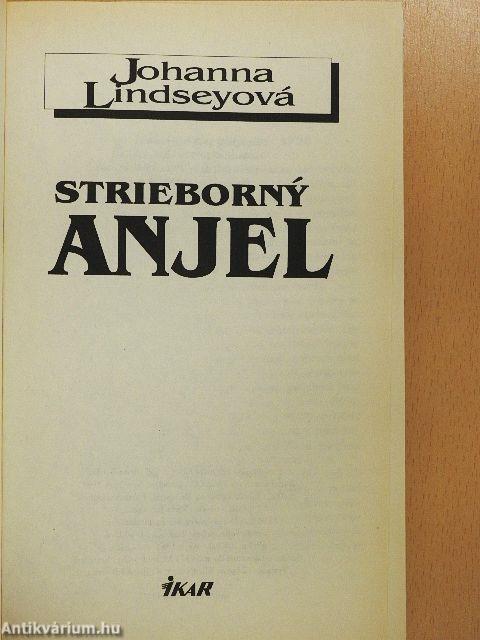 Johanna
Lindseyová
STRIEBORNÝ
ANJEL
IKAR
Antikvárium.hu